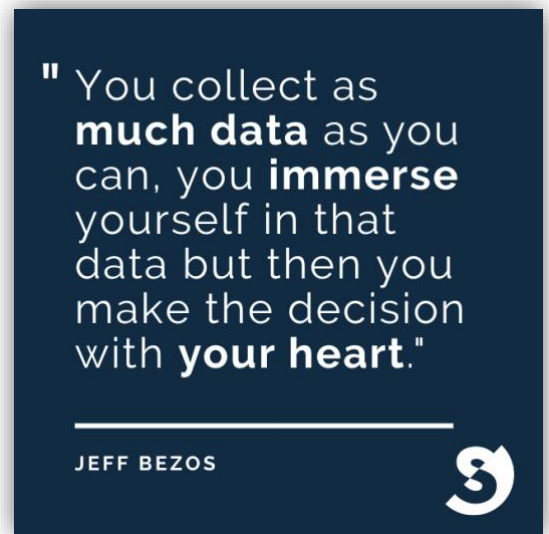 " You collect as
much data as you
can, you immerse
yourself in that
data but then you
make the decision
with your heart."
JEFF BEZOS